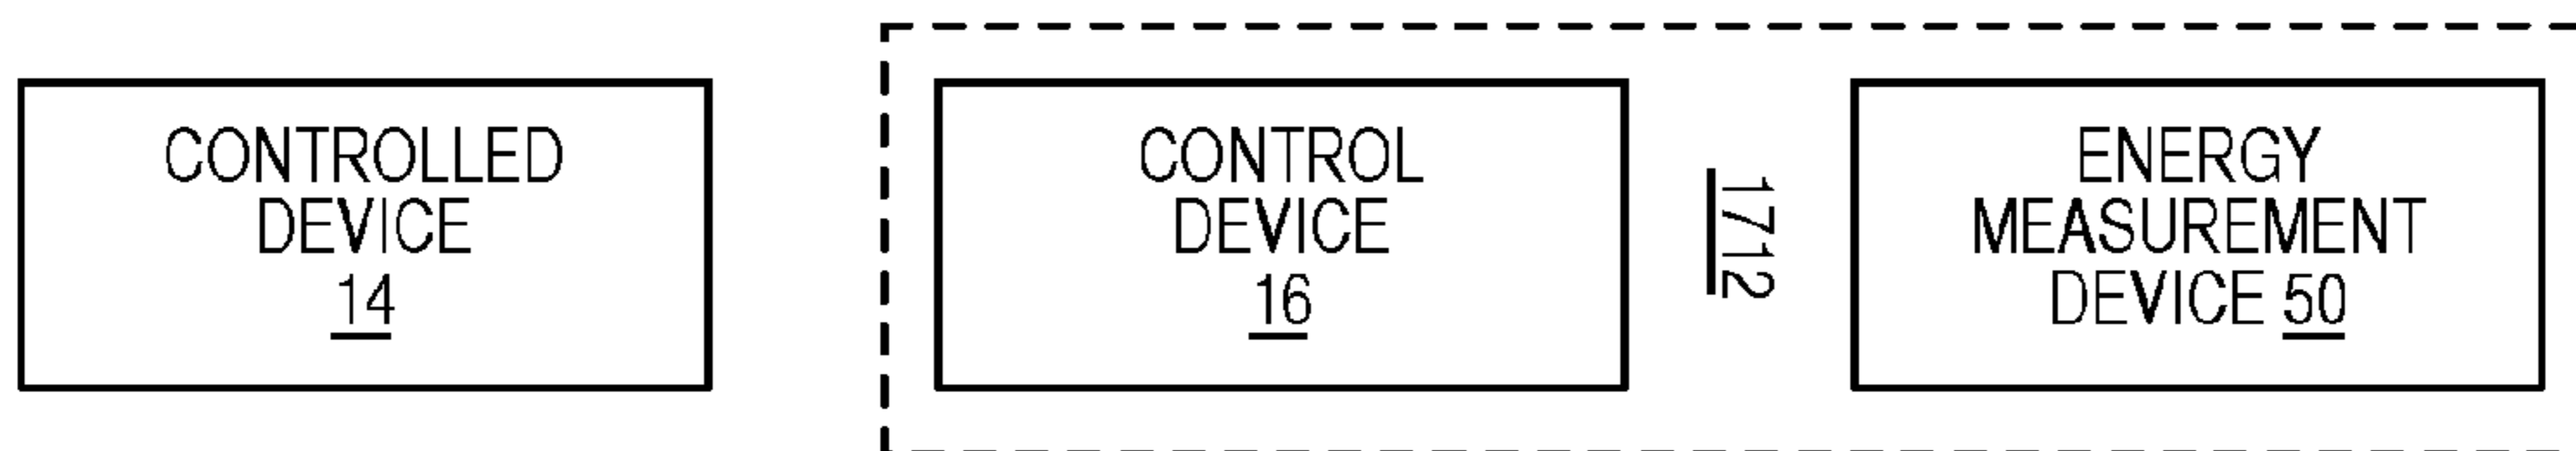 CONTROLLED
DEVICE
14
CONTROL
DEVICE
16
1712
ENERGY
MEASUREMENT
DEVICE 50